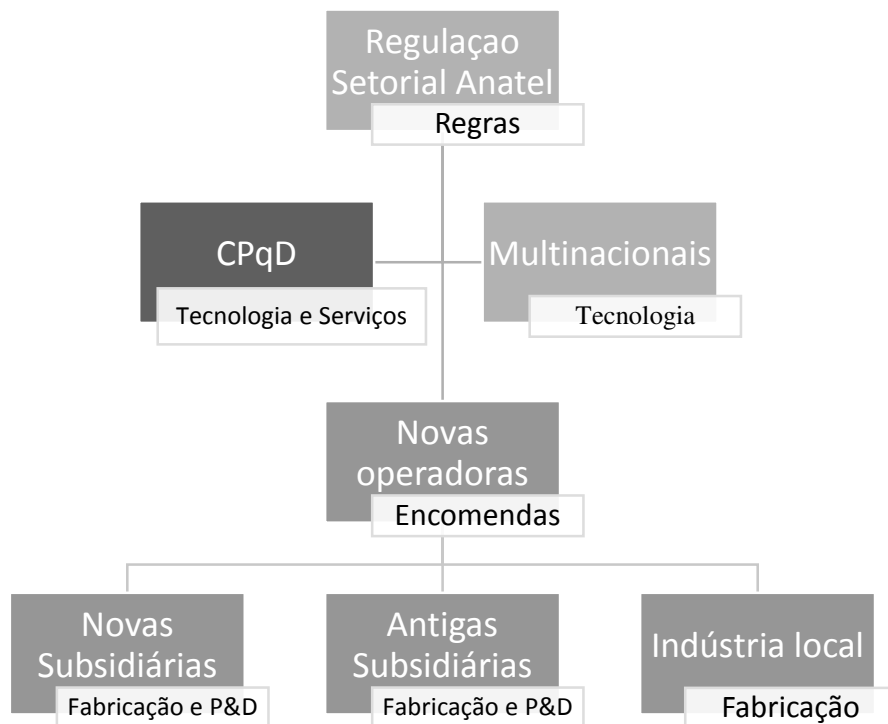 Regulaçao
Setorial Anatel
Regras
CPqD
Tecnologia e Serviços
Multinacionais
Tecnologia
Novas
operadoras
Encomendas
Novas
Subsidiárias
Fabricação e P&D
Antigas
Subsidiárias
Fabricação e P&D
Indústria local
Fabricação